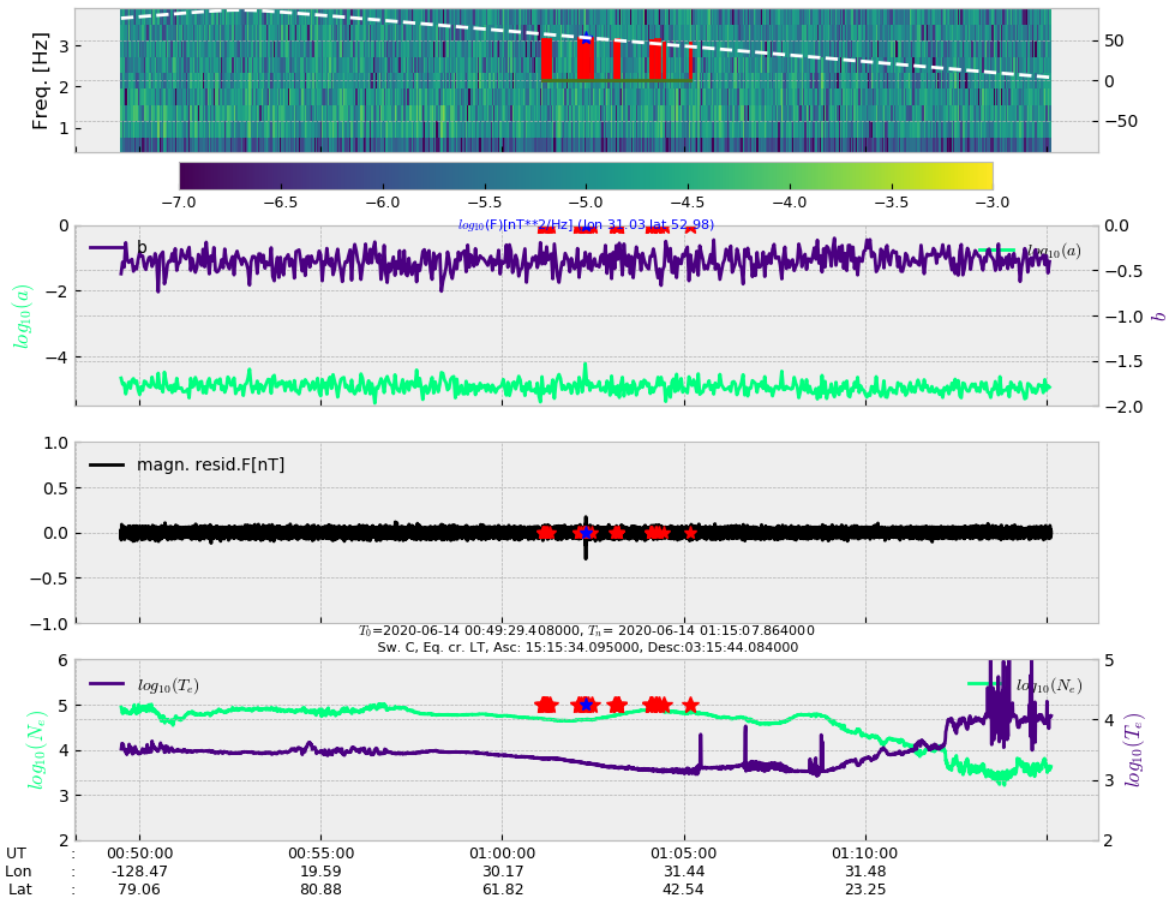 Freq. [Hz]
3
2
1
50
0
−50
−7.0 −6.5 −6.0 −5.5 −5.0 −4.5 −4.0 −3.5 −3.0
log10(F)[nT**2/Hz] (lon 31.03 lat 52.98)
log10(a)
0
−2
−4
b
log10(a)
0.0
−0.5
−1.0
−1.5
−2.0
b
1.0
0.5
0.0
−0.5
−1.0
magn. resid.F[nT]
T0=2020-06-14 00:49:29.408000, Tn= 2020-06-14 01:15:07.864000
Sw. C, Eq. cr. LT, Asc: 15:15:34.095000, Desc:03:15:44.084000
log10(Ne)
6
5
4
3
2
log10(Te)
log10(Ne)
5
4
3
2
log10(Te)
UT : 00:50:00 00:55:00 01:00:00 01:05:00 01:10:00
Lon : -128.47 19.59 30.17 31.44 31.48
Lat : 79.06 80.88 61.82 42.54 23.25